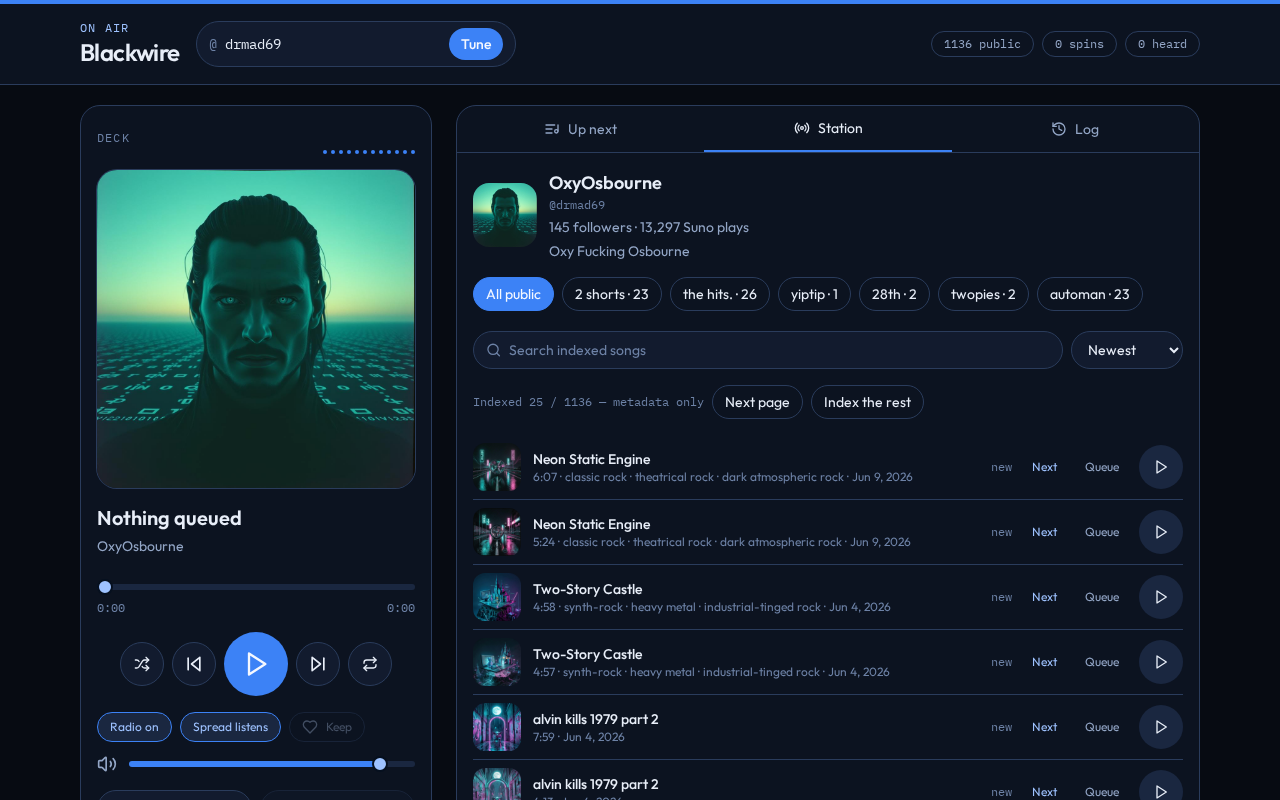 ON AIR
Blackwire
@ drmad69
Tune
1136 public
0 spins
0 heard
DECK
Nothing queued
OxyOsbourne
0:00
0:00
Radio on
Spread listens
Keep
Up next
Station
Log
OxyOsbourne
@drmad69
145 followers · 13,297 Suno plays
Oxy Fucking Osbourne
All public
2 shorts · 23
the hits. · 26
yiptip · 1
28th · 2
twopies · 2
automan · 23
Search indexed songs
Newest
Indexed 25 / 1136 — metadata only
Next page
Index the rest
Neon Static Engine
6:07 · classic rock · theatrical rock · dark atmospheric rock · Jun 9, 2026
new
Next
Queue
Neon Static Engine
5:24 · classic rock · theatrical rock · dark atmospheric rock · Jun 9, 2026
new
Next
Queue
Two-Story Castle
4:58 · synth-rock · heavy metal · industrial-tinged rock · Jun 4, 2026
new
Next
Queue
Two-Story Castle
4:57 · synth-rock · heavy metal · industrial-tinged rock · Jun 4, 2026
new
Next
Queue
alvin kills 1979 part 2
7:59 · Jun 4, 2026
new
Next
Queue
alvin kills 1979 part 2
new
Next
Queue